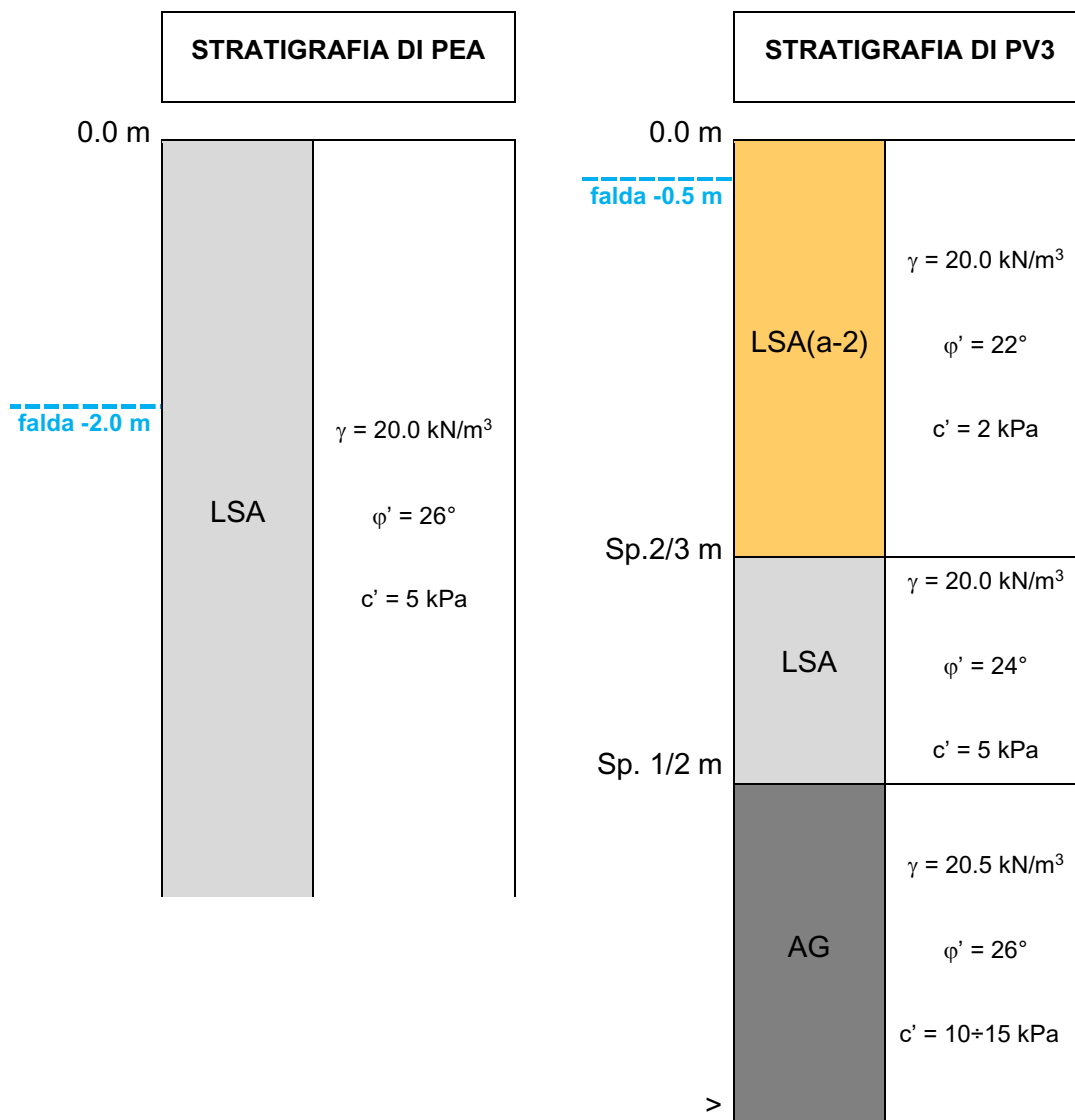 STRATIGRAFIA DI PEA
0.0 m
falda -2.0 m
LSA
γ = 20.0 kN/m³
φ' = 26°
c' = 5 kPa
STRATIGRAFIA DI PV3
0.0 m
falda -0.5 m
LSA(a-2)
γ = 20.0 kN/m³
φ' = 22°
c' = 2 kPa
Sp.2/3 m
LSA
γ = 20.0 kN/m³
φ' = 24°
c' = 5 kPa
Sp. 1/2 m
AG
γ = 20.5 kN/m³
φ' = 26°
c' = 10÷15 kPa
>